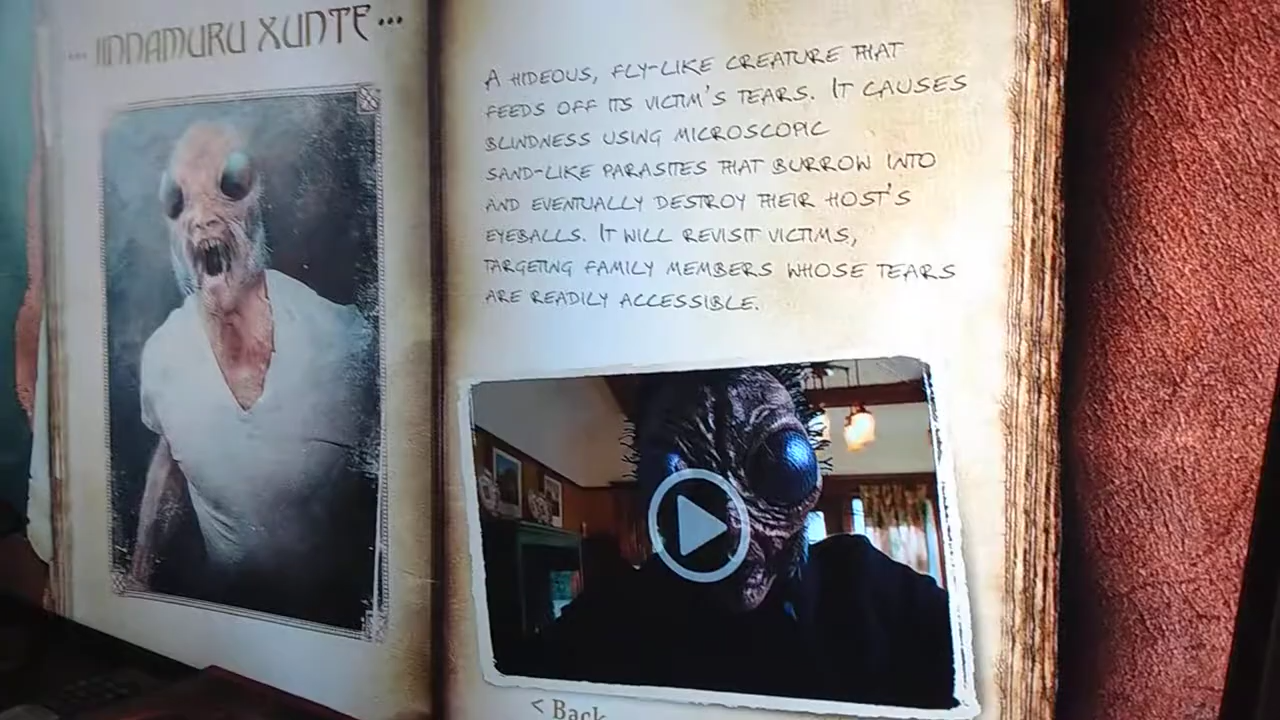 ... JINNAMURU XUNTE ...
A HIDEOUS, FLY-LIKE CREATURE THAT
FEEDS OFF ITS VICTIM'S TEARS. IT CAUSES
BLINDNESS USING MICROSCOPIC
SAND-LIKE PARASITES THAT BURROW INTO
AND EVENTUALLY DESTROY THEIR HOST'S
EYEBALLS. IT WILL REVISIT VICTIMS,
TARGETING FAMILY MEMBERS WHOSE TEARS
ARE READILY ACCESSIBLE.
< Back